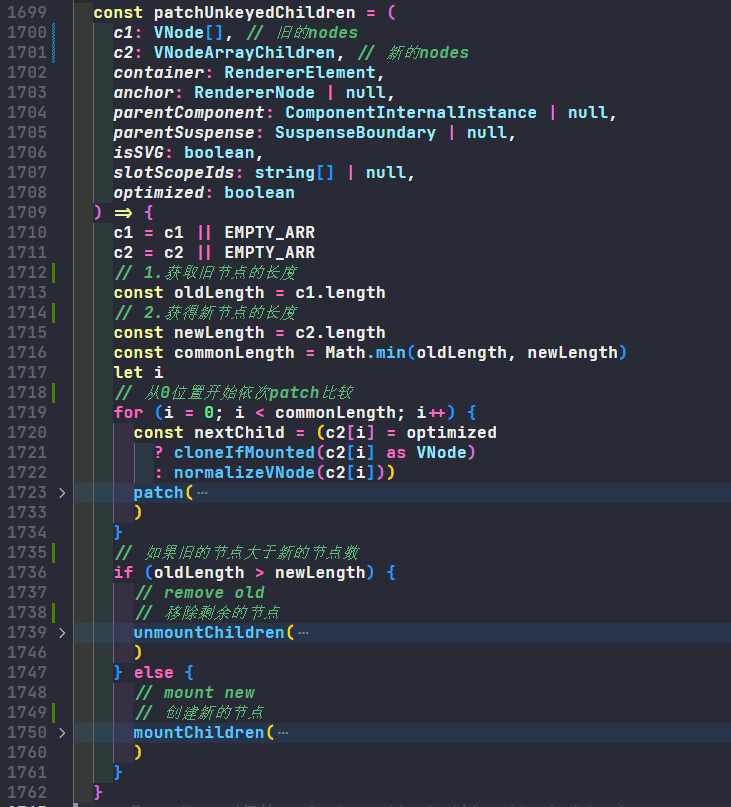 1699 const patchUnkeyedChildren = (
1700 c1: VNode[], // 旧的nodes
1701 c2: VNodeArrayChildren, // 新的nodes
1702 container: RendererElement,
1703 anchor: RendererNode | null,
1704 parentComponent: ComponentInternalInstance | null,
1705 parentSuspense: SuspenseBoundary | null,
1706 isSVG: boolean,
1707 slotScopeIds: string[] | null,
1708 optimized: boolean
1709 ) => {
1710 c1 = c1 || EMPTY_ARR
1711 c2 = c2 || EMPTY_ARR
1712 // 1.获取旧节点的长度
1713 const oldLength = c1.length
1714 // 2.获得新节点的长度
1715 const newLength = c2.length
1716 const commonLength = Math.min(oldLength, newLength)
1717 let i
1718 // 从0位置开始依次patch比较
1719 for (i = 0; i < commonLength; i++) {
1720 const nextChild = (c2[i] = optimized
1721 ? cloneIfMounted(c2[i] as VNode)
1722 : normalizeVNode(c2[i]))
1723 patch(…
1733 )
1734 }
1735 // 如果旧的节点大于新的节点数
1736 if (oldLength > newLength) {
1737 // remove old
1738 // 移除剩余的节点
1739 unmountChildren(…
1746 )
1747 } else {
1748 // mount new
1749 // 创建新的节点
1750 mountChildren(…
1760 )
1761 }
1762 }